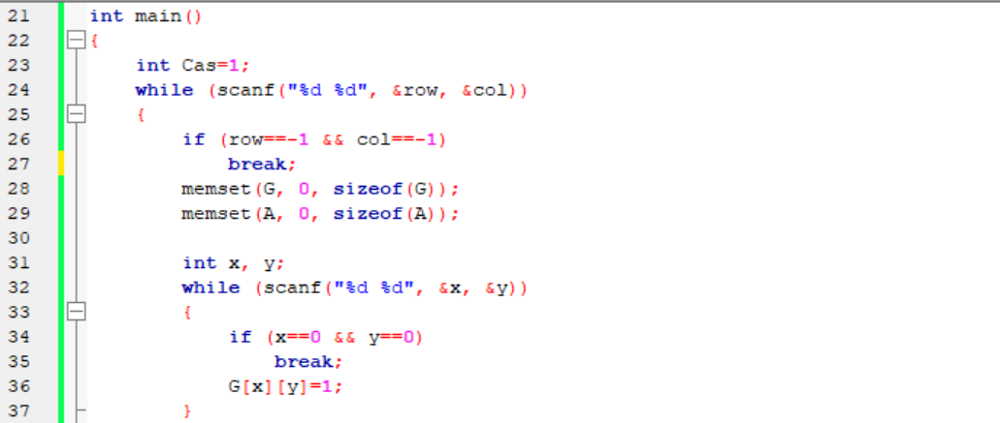 21 int main()
22 {
23 int Cas=1;
24 while (scanf("%d %d", &row, &col))
25 {
26 if (row==-1 && col==-1)
27 break;
28 memset(G, 0, sizeof(G));
29 memset(A, 0, sizeof(A));
30
31 int x, y;
32 while (scanf("%d %d", &x, &y))
33 {
34 if (x==0 && y==0)
35 break;
36 G[x][y]=1;
37 }